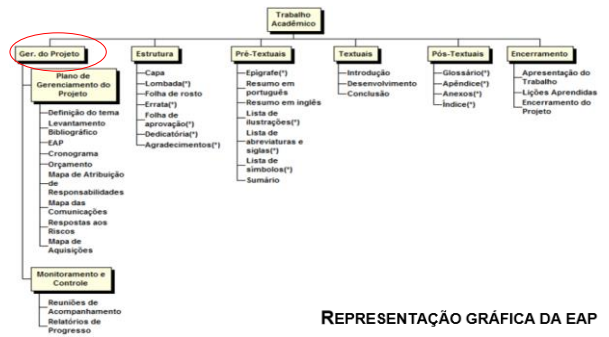 Trabalho
Acadêmico
Ger. do Projeto
Plano de
Gerenciamento do
Projeto
Definição do tema
Levantamento
Bibliográfico
EAP
Cronograma
Orçamento
Mapa de Atribuição
de
Responsabilidades
Mapa das
Comunicações
Respostas aos
Riscos
Mapa de
Aquisições
Monitoramento e
Controle
Reuniões de
Acompanhamento
Relatórios de
Progresso
Estrutura
Capa
Lombada(*)
Folha de rosto
Errata(*)
Folha de
aprovação(*)
Dedicatória(*)
Agradecimentos(*)
Pré-Textuais
Epígrafe(*)
Resumo em
português
Resumo em inglês
Lista de
ilustrações(*)
Lista de
abreviaturas e
siglas(*)
Lista de
símbolos(*)
Sumário
Textuais
Introdução
Desenvolvimento
Conclusão
Pós-Textuais
Glossário(*)
Apêndice(*)
Anexos(*)
Índice(*)
Encerramento
Apresentação do
Trabalho
Lições Aprendidas
Encerramento do
Projeto
REPRESENTAÇÃO GRÁFICA DA EAP